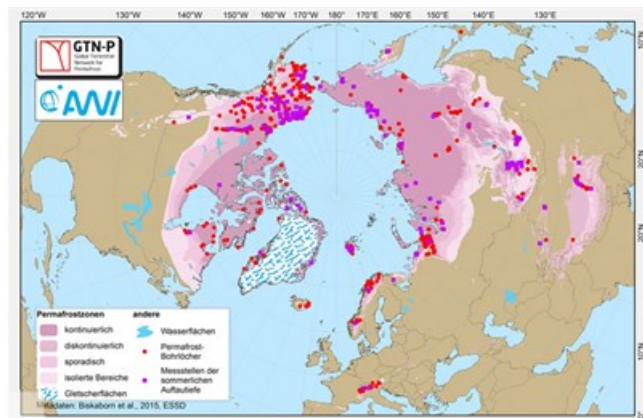 120°W 130°W 140°W 150°W 160°W 170°W 170°E 160°E 150°E 140°E 130°E
GTN-P
Global Terrestrial
Network for
Permafrost
AWI
Permafrostzonen
kontinuierlich
diskontinuierlich
sporadisch
isolierte Bereiche
Gletscherflächen
andere
Wasserflächen
Permafrost-
Bohrlöcher
Messstellen der
sommerlichen
Auftautiefe
Metadaten: Biskaborn et al., 2015, ESSD